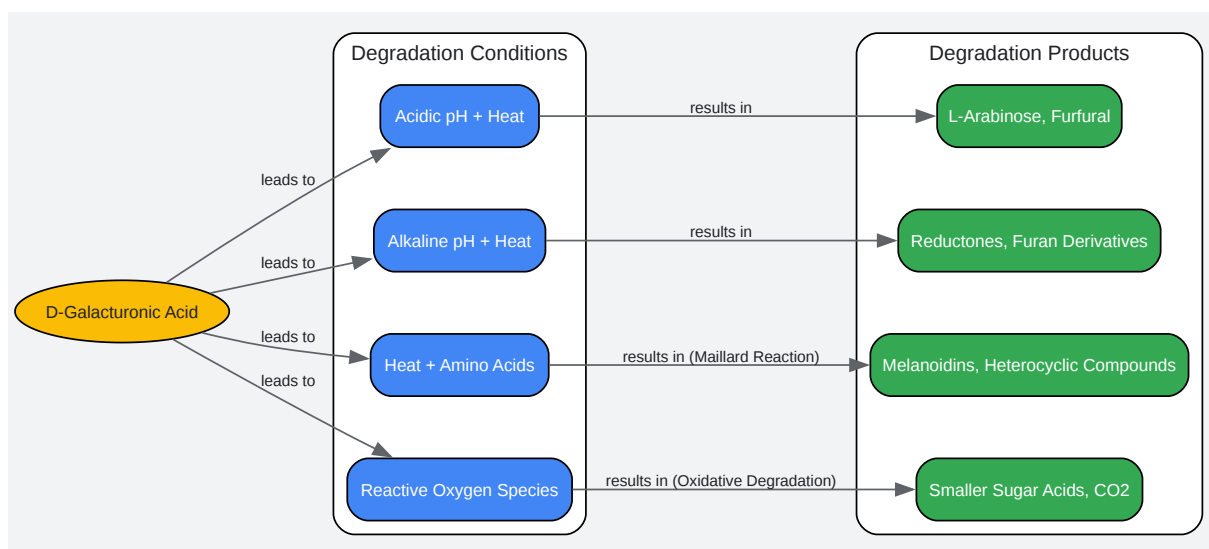 Degradation Conditions
Degradation Products
Acidic pH + Heat
results in
L-Arabinose, Furfural
leads to
Alkaline pH + Heat
results in
Reductones, Furan Derivatives
leads to
D-Galacturonic Acid
leads to
Heat + Amino Acids
results in (Maillard Reaction)
Melanoidins, Heterocyclic Compounds
leads to
Reactive Oxygen Species
results in (Oxidative Degradation)
Smaller Sugar Acids, CO2